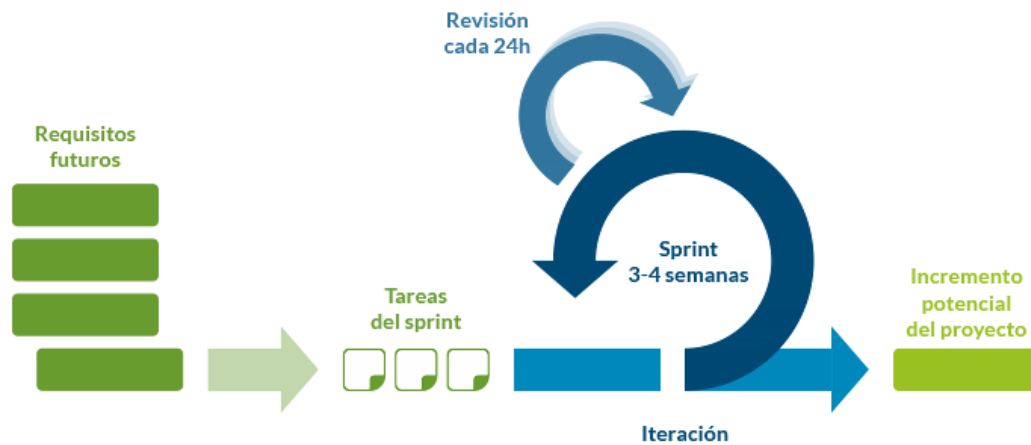 Revisión
cada 24h
Requisitos
futuros
Sprint
3-4 semanas
Tareas
del sprint
Incremento
potencial
del proyecto
Iteración